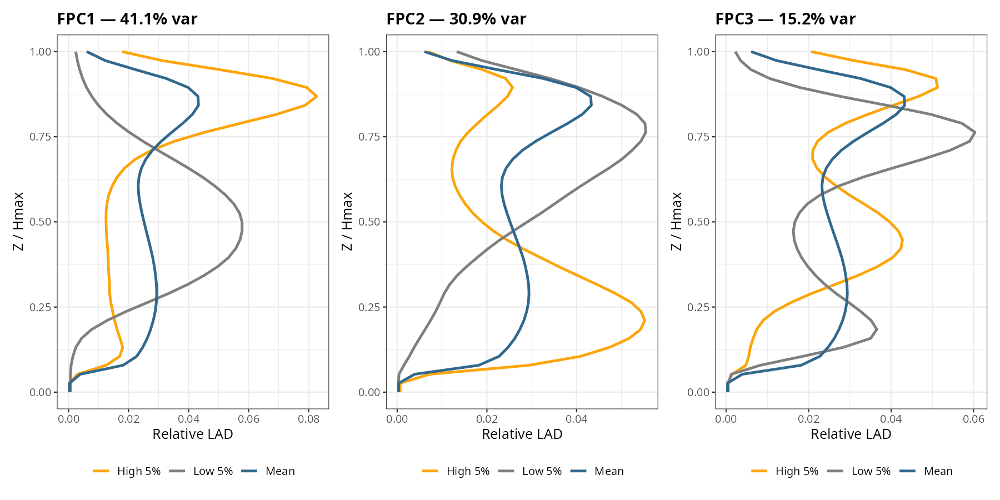 FPC1 — 41.1% var
1.00
0.75
0.50
0.25
0.00
Z / Hmax
0.00 0.02 0.04 0.06 0.08
Relative LAD
High 5% Low 5% Mean
FPC2 — 30.9% var
1.00
0.75
0.50
0.25
0.00
Z / Hmax
0.00 0.02 0.04
Relative LAD
High 5% Low 5% Mean
FPC3 — 15.2% var
1.00
0.75
0.50
0.25
0.00
Z / Hmax
0.00 0.02 0.04 0.06
Relative LAD
High 5% Low 5% Mean